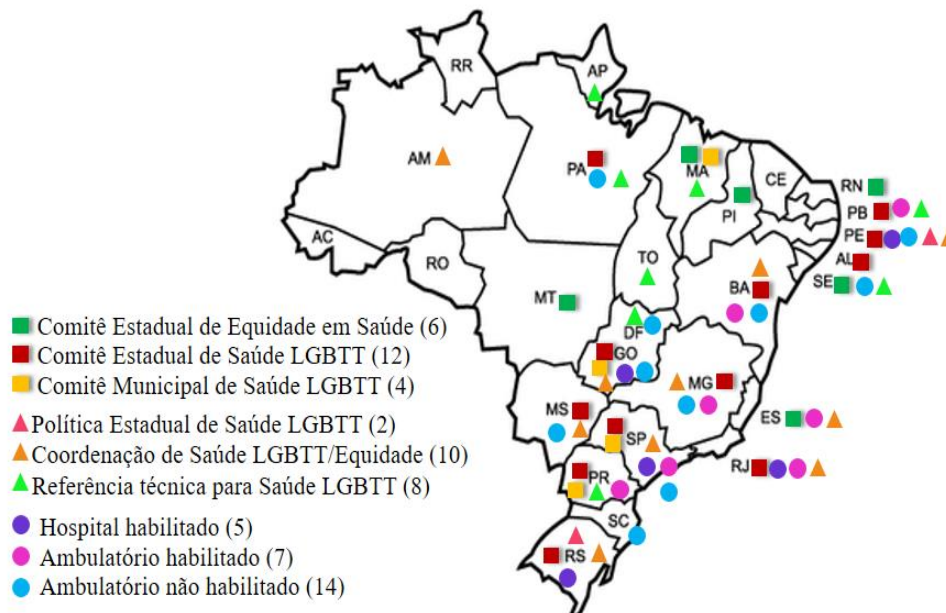 RR
AP
AM
PA
MA
CE
RN
PI
PB
PE
AC
AL
RO
TO
SE
BA
MT
DF
GO
MG
MS
ES
SP
RJ
PR
SC
RS
Comitê Estadual de Equidade em Saúde (6)
Comitê Estadual de Saúde LGBTT (12)
Comitê Municipal de Saúde LGBTT (4)
Política Estadual de Saúde LGBTT (2)
Coordenação de Saúde LGBTT/Equidade (10)
Referência técnica para Saúde LGBTT (8)
Hospital habilitado (5)
Ambulatório habilitado (7)
Ambulatório não habilitado (14)